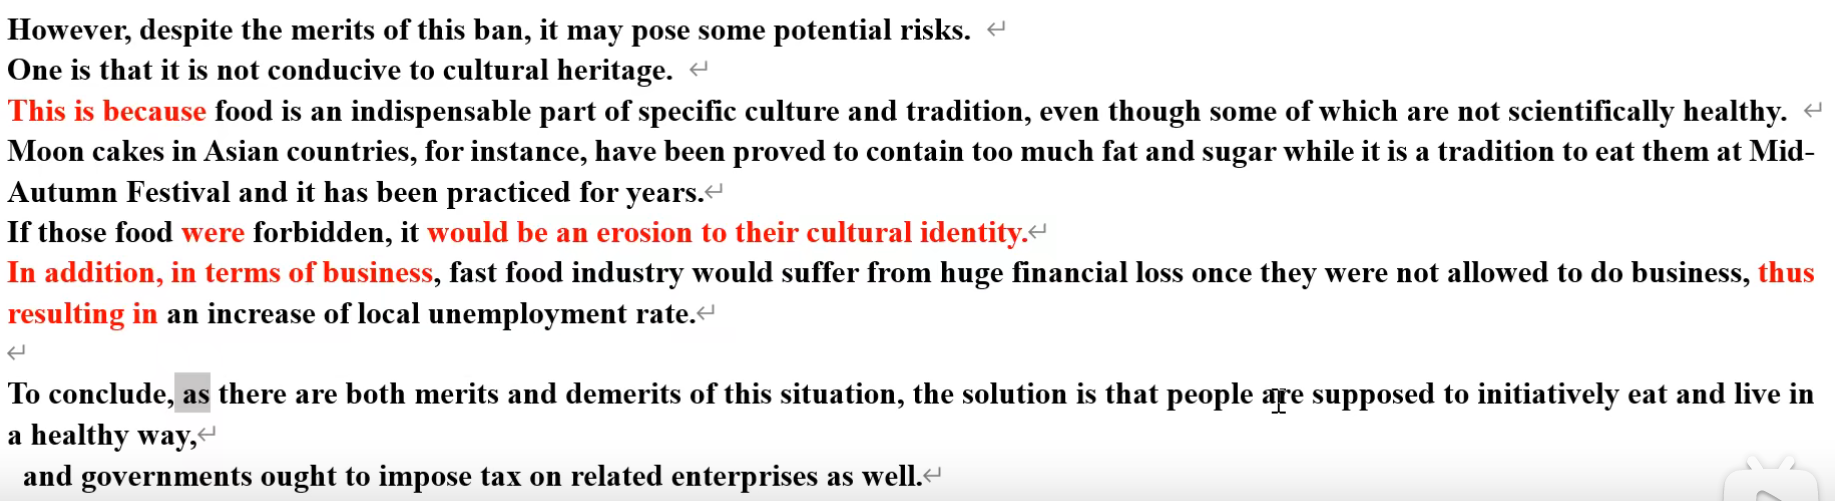 However, despite the merits of this ban, it may pose some potential risks. ↵
One is that it is not conducive to cultural heritage. ↵
This is because food is an indispensable part of specific culture and tradition, even though some of which are not scientifically healthy. ↵
Moon cakes in Asian countries, for instance, have been proved to contain too much fat and sugar while it is a tradition to eat them at Mid-
Autumn Festival and it has been practiced for years.↵
If those food were forbidden, it would be an erosion to their cultural identity.↵
In addition, in terms of business, fast food industry would suffer from huge financial loss once they were not allowed to do business, thus
resulting in an increase of local unemployment rate.↵
↵
To conclude, as there are both merits and demerits of this situation, the solution is that people are supposed to initiatively eat and live in
a healthy way,↵
and governments ought to impose tax on related enterprises as well.↵